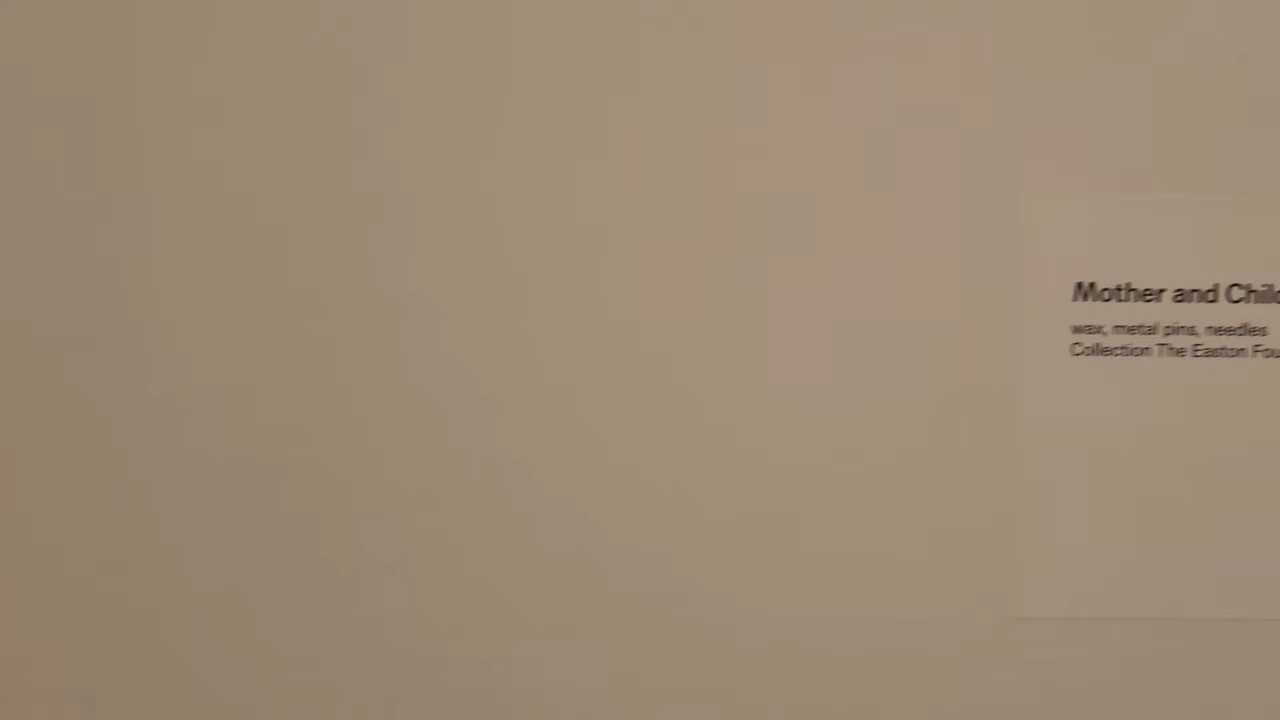 Mother and Chil
wax, metal pins, needles
Collection The Easton Fou